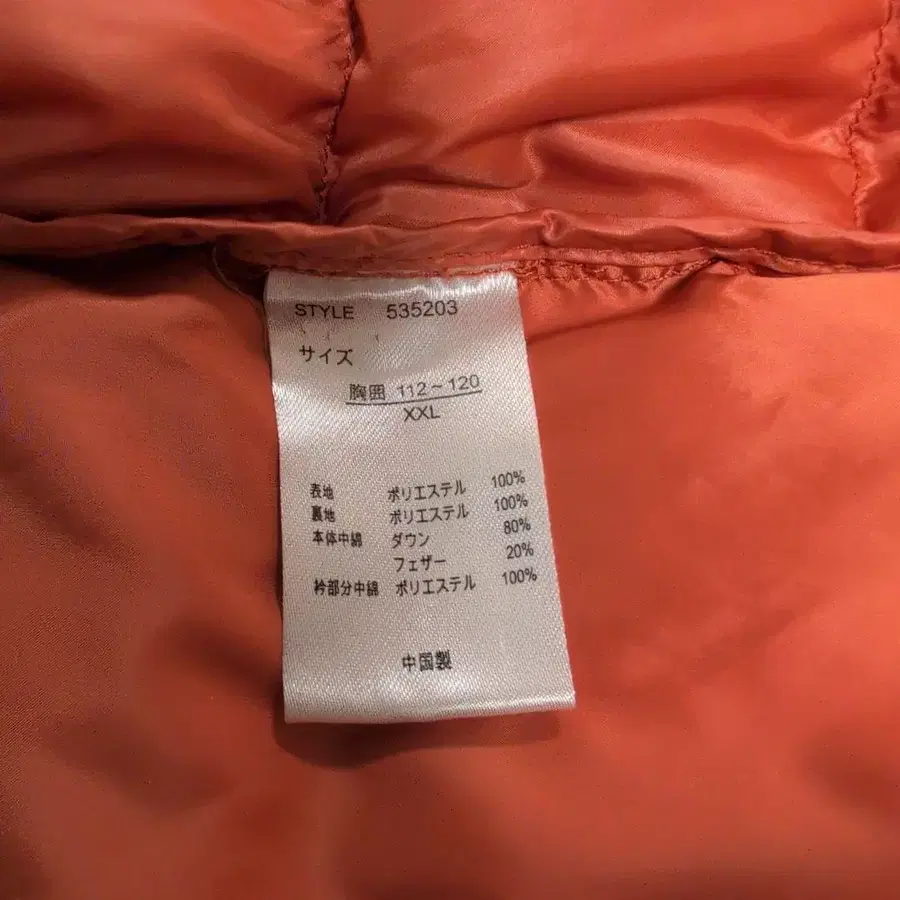 STYLE 535203
サイズ
胸囲 112~120
XXL
表地 ポリエステル 100%
裏地 ポリエステル 100%
本体中綿 ダウン 80%
フェザー 20%
衿部分中綿 ポリエステル 100%
中国製